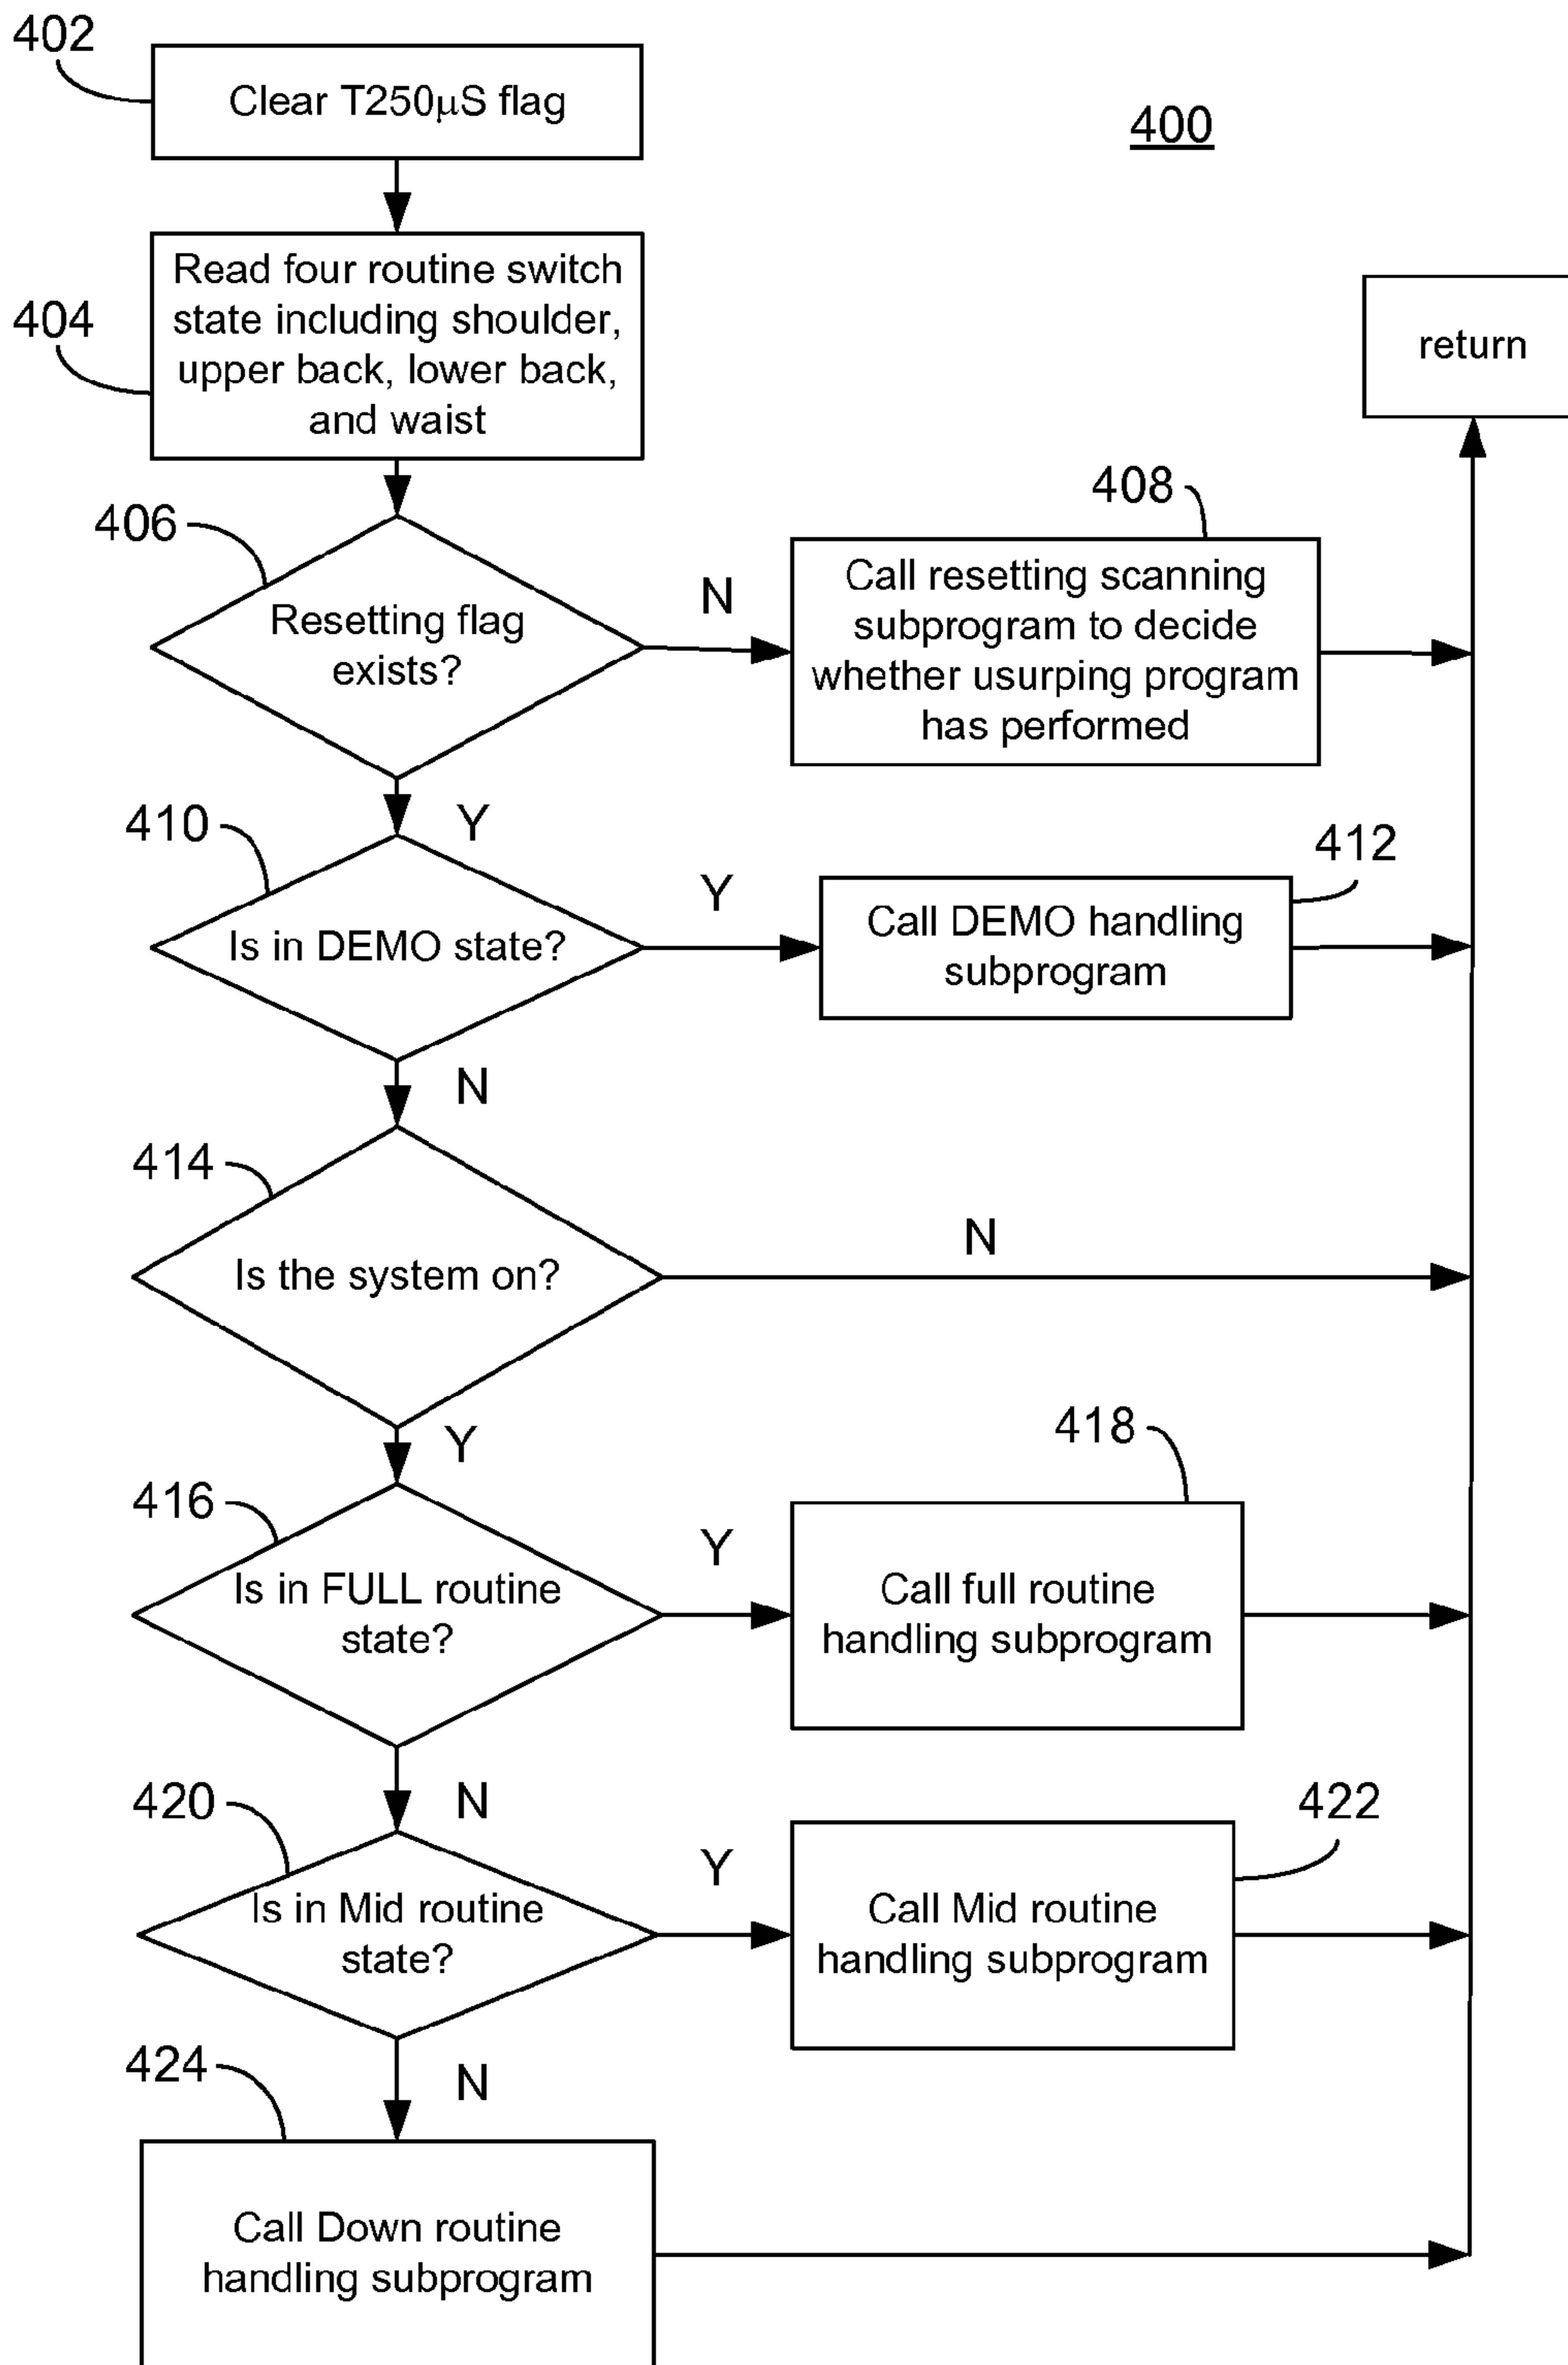 402
Clear T250μS flag
400
404
Read four routine switch
state including shoulder,
upper back, lower back,
and waist
return
406
Resetting flag
exists?
N
408
Call resetting scanning
subprogram to decide
whether usurping program
has performed
Y
410
Is in DEMO state?
Y
412
Call DEMO handling
subprogram
N
414
Is the system on?
N
Y
416
Is in FULL routine
state?
Y
418
Call full routine
handling subprogram
N
420
Is in Mid routine
state?
Y
422
Call Mid routine
handling subprogram
N
424
Call Down routine
handling subprogram